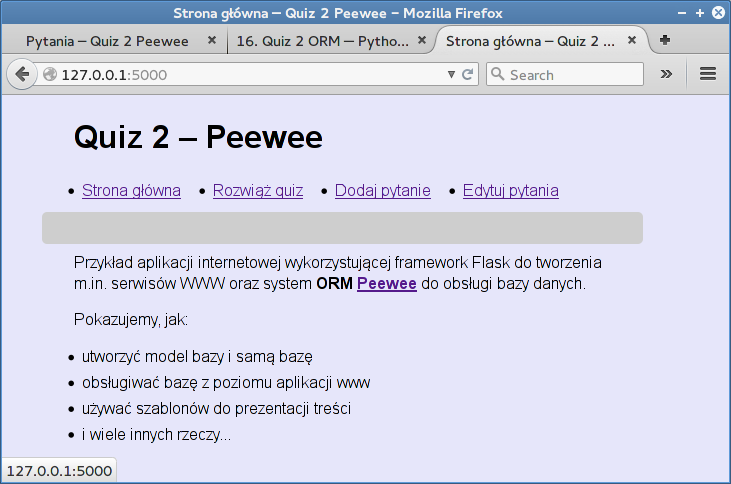 Strona główna — Quiz 2 Peewee - Mozilla Firefox
Pytania — Quiz 2 Peewee
16. Quiz 2 ORM — Pytho...
Strona główna — Quiz 2 ...
127.0.0.1:5000
Search
Quiz 2 – Peewee
• Strona główna • Rozwiąż quiz • Dodaj pytanie • Edytuj pytania
Przykład aplikacji internetowej wykorzystującej framework Flask do tworzenia
m.in. serwisów WWW oraz system ORM Peewee do obsługi bazy danych.
Pokazujemy, jak:
• utworzyć model bazy i samą bazę
• obsługiwać bazę z poziomu aplikacji www
• używać szablonów do prezentacji treści
• i wiele innych rzeczy...
127.0.0.1:5000